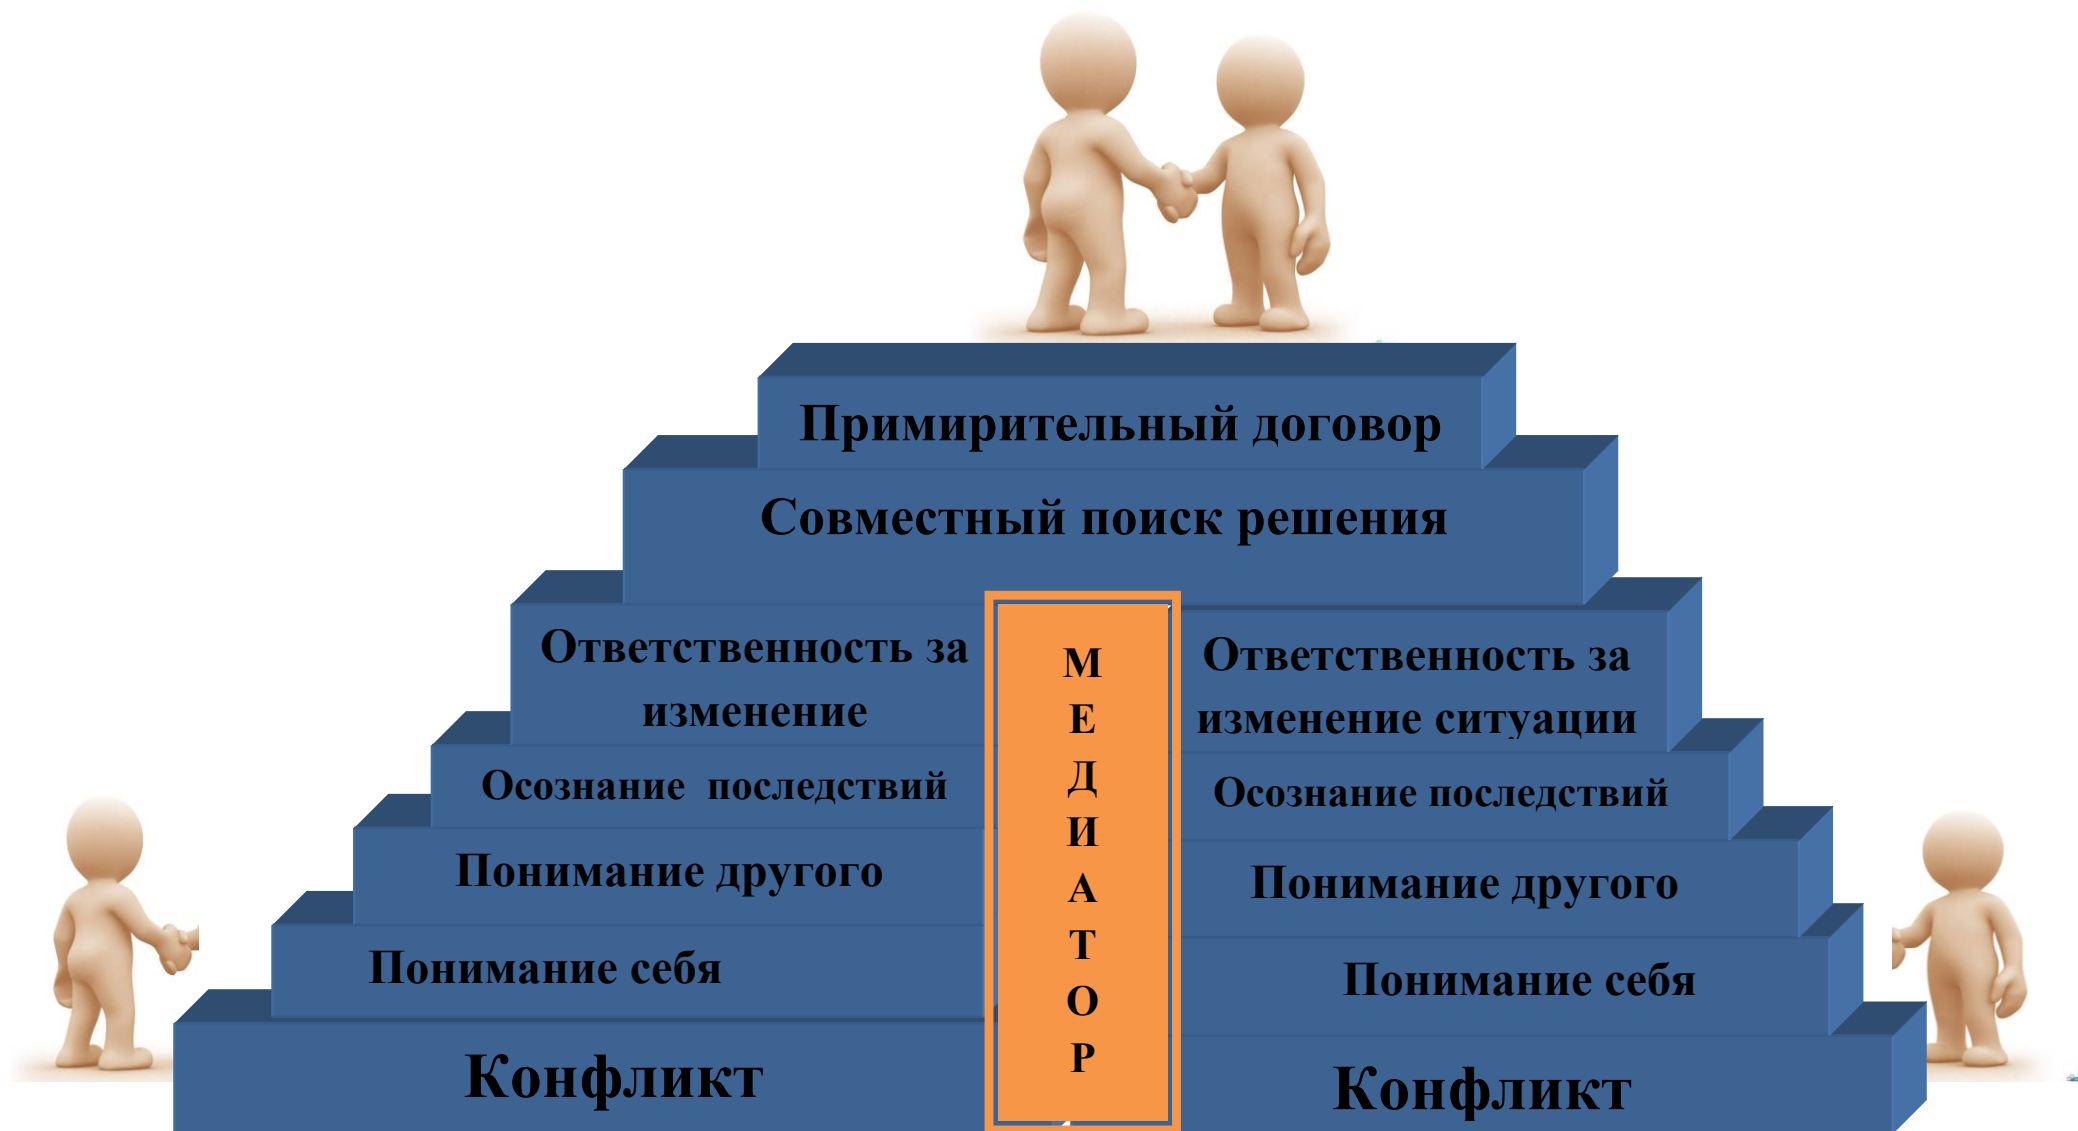 Примирительный договор
Совместный поиск решения
Ответственность за
изменение
Осознание последствий
Понимание другого
Понимание себя
Конфликт
М
Е
Д
И
А
Т
О
Р
Ответственность за
изменение ситуации
Осознание последствий
Понимание другого
Понимание себя
Конфликт